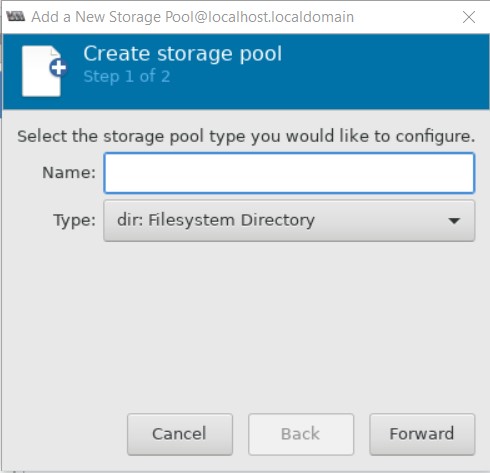 Add a New Storage Pool@localhost.localdomain
Create storage pool
Step 1 of 2
Select the storage pool type you would like to configure.
Name:
Type: dir: Filesystem Directory
Cancel Back Forward